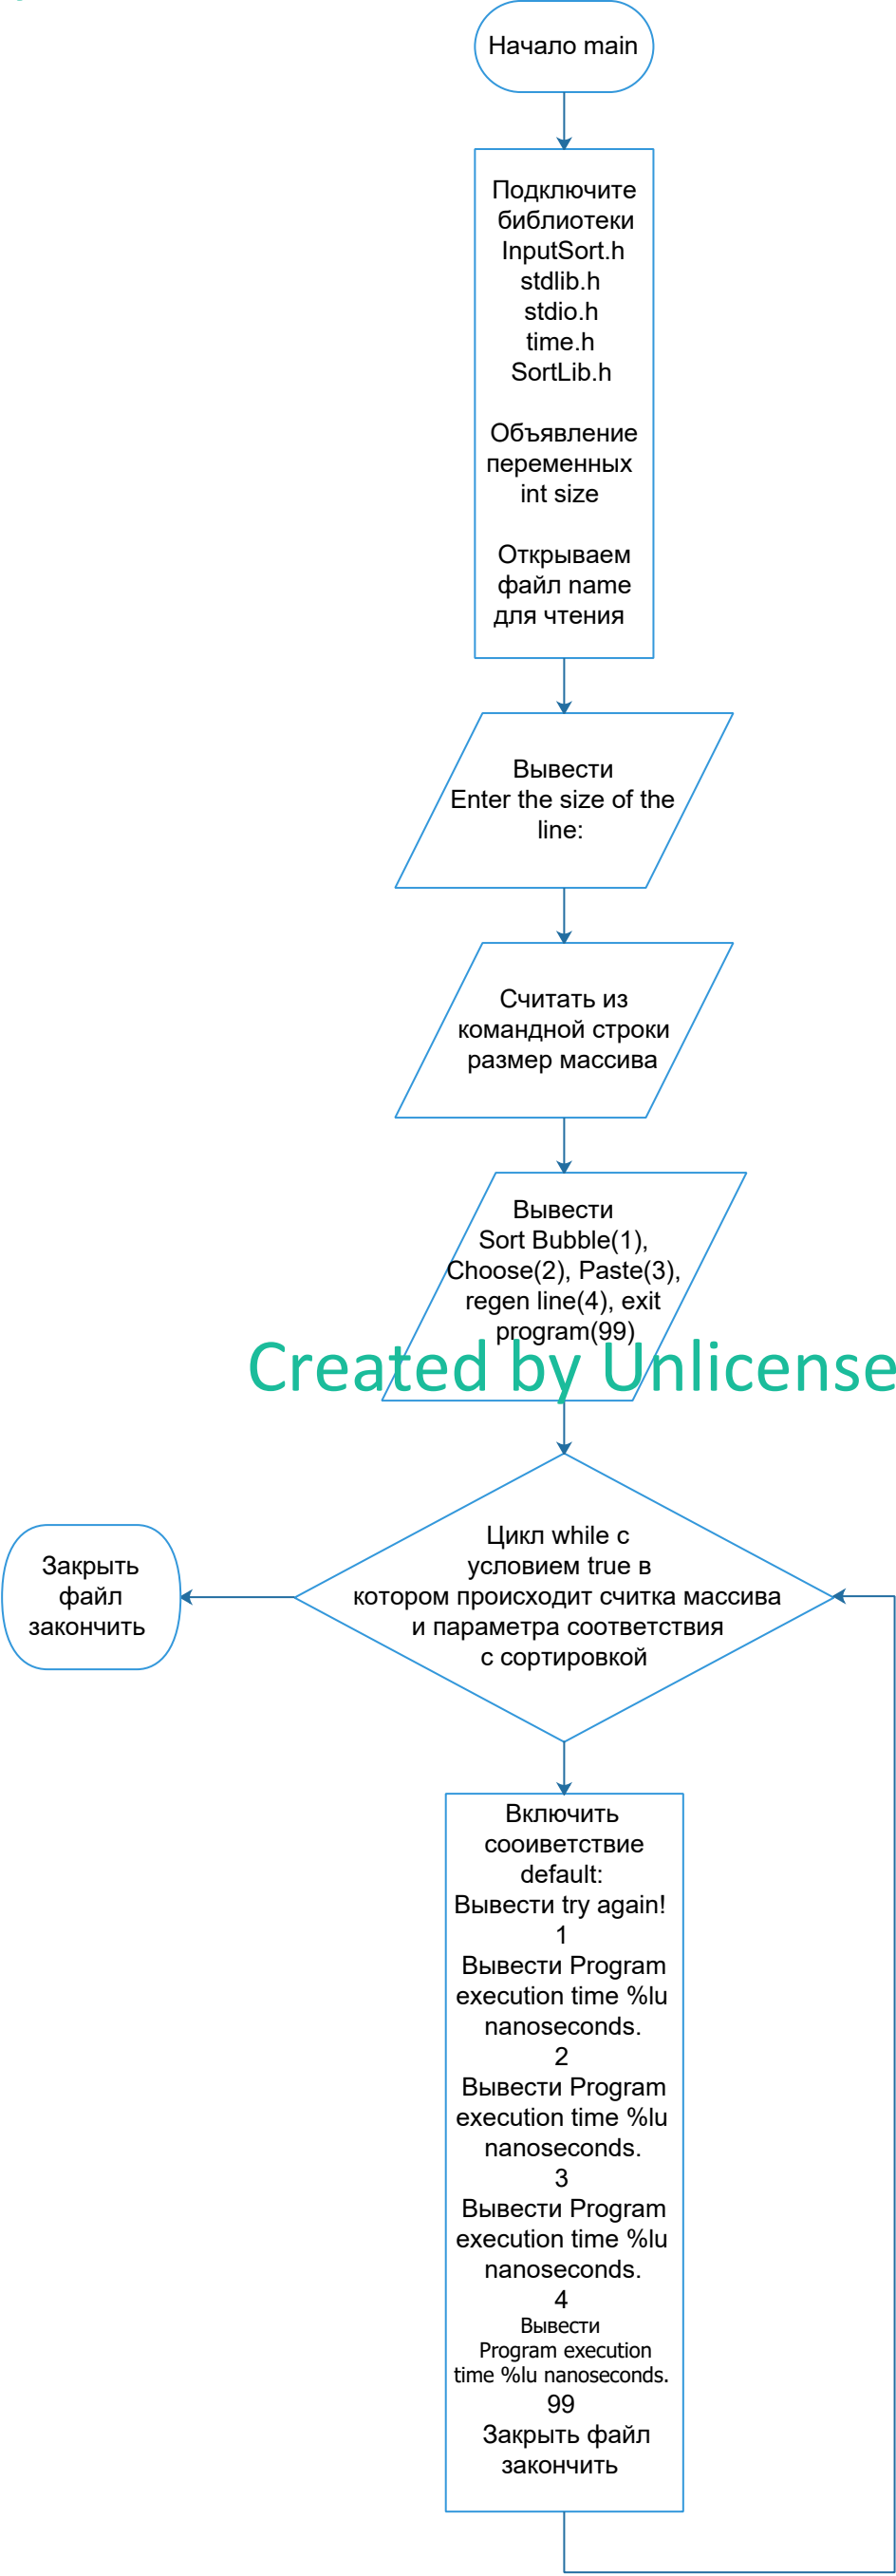 Начало main
Подключите
библиотеки
InputSort.h
stdlib.h
stdio.h
time.h
SortLib.h
Объявление
переменных
int size
Открываем
файл name
для чтения
Вывести
Enter the size of the
line:
Считать из
командной строки
размер массива
Вывести
Sort Bubble(1),
Choose(2), Paste(3),
regen line(4), exit
program(99)
Created by Unlicense
Цикл while с
условием true в
котором происходит считка массива
и параметра соответствия
с сортировкой
Закрыть
файл
закончить
Включить
сооиветствие
default:
Вывести try again!
1
Вывести Program
execution time %lu
nanoseconds.
2
Вывести Program
execution time %lu
nanoseconds.
3
Вывести Program
execution time %lu
nanoseconds.
4
Вывести
Program execution
time %lu nanoseconds.
99
Закрыть файл
закончить